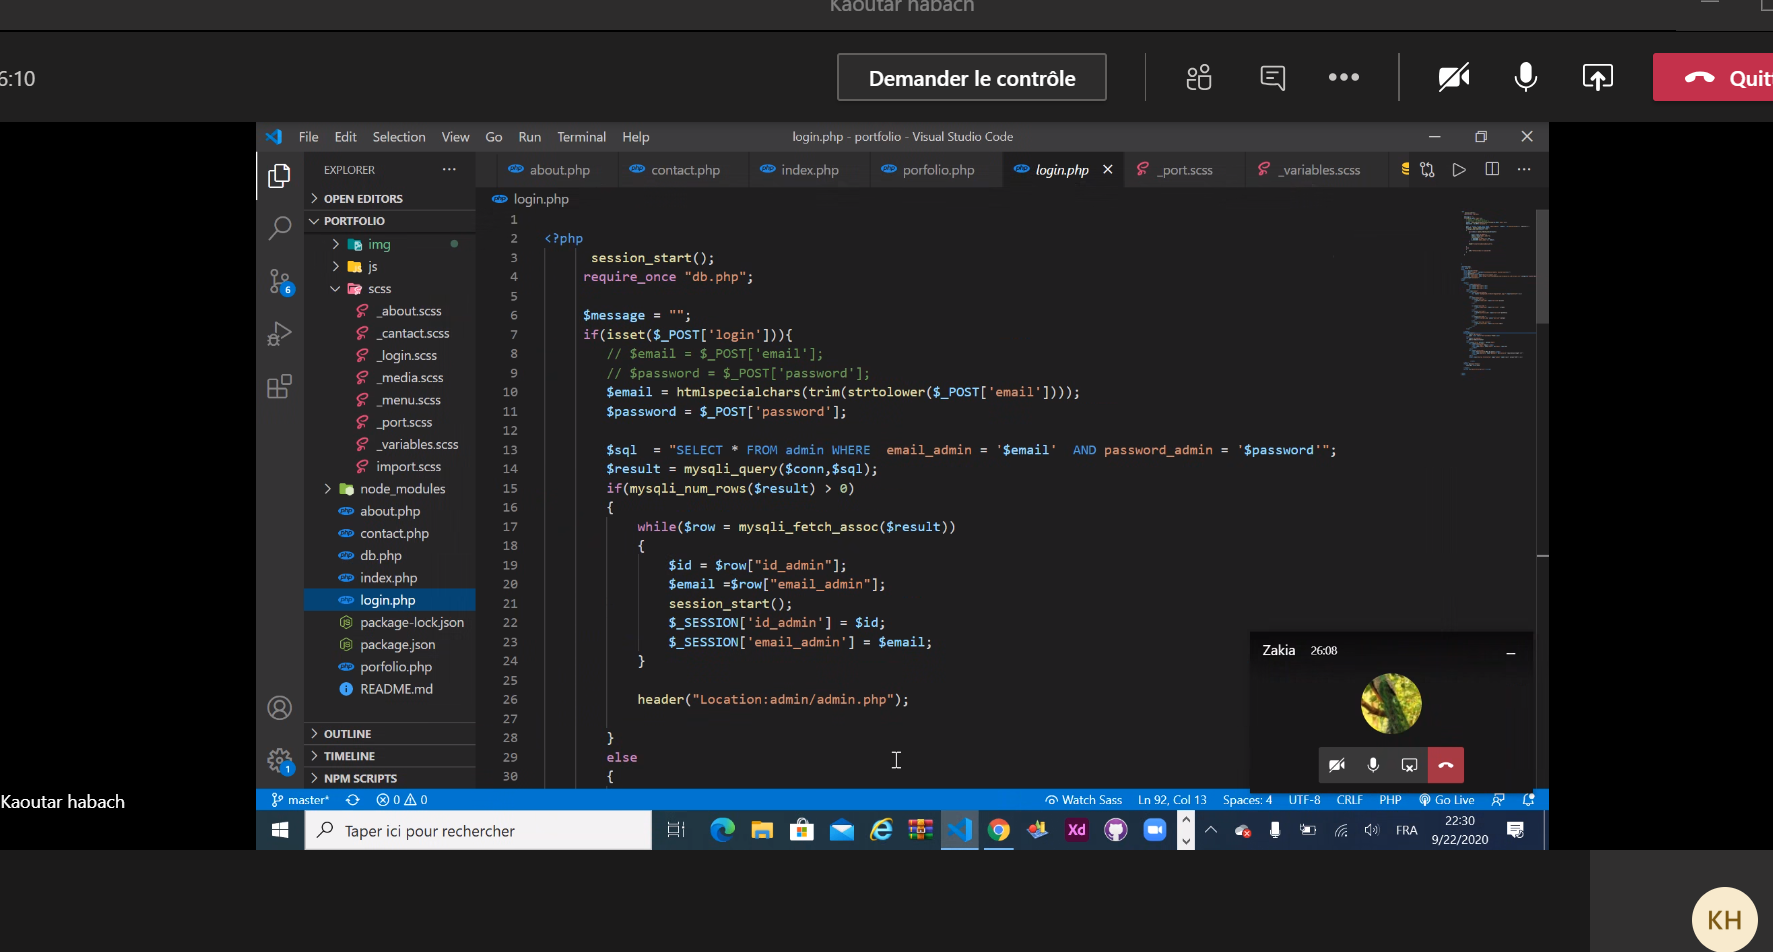 Kaoutar habach
6:10
Demander le contrôle
Quit
File Edit Selection View Go Run Terminal Help
login.php - portfolio - Visual Studio Code
EXPLORER
about.php
contact.php
index.php
porfolio.php
login.php
_port.scss
_variables.scss
OPEN EDITORS
PORTFOLIO
img
js
scss
_about.scss
_cantact.scss
_login.scss
_media.scss
_menu.scss
_port.scss
_variables.scss
import.scss
node_modules
about.php
contact.php
db.php
index.php
login.php
package-lock.json
package.json
porfolio.php
README.md
OUTLINE
TIMELINE
NPM SCRIPTS
6
1
login.php
1
2 <?php
3 session_start();
4 require_once "db.php";
5
6 $message = "";
7 if(isset($_POST['login'])){
8 // $email = $_POST['email'];
9 // $password = $_POST['password'];
10 $email = htmlspecialchars(trim(strtolower($_POST['email'])));
11 $password = $_POST['password'];
12
13 $sql = "SELECT * FROM admin WHERE email_admin = '$email' AND password_admin = '$password'";
14 $result = mysqli_query($conn,$sql);
15 if(mysqli_num_rows($result) > 0)
16 {
17 while($row = mysqli_fetch_assoc($result))
18 {
19 $id = $row["id_admin"];
20 $email =$row["email_admin"];
21 session_start();
22 $_SESSION['id_admin'] = $id;
23 $_SESSION['email_admin'] = $email;
24 }
25
26 header("Location:admin/admin.php");
27
28 }
29 else
30 {
Zakia 26:08
Kaoutar habach
master* 0 0 Watch Sass Ln 92, Col 13 Spaces: 4 UTF-8 CRLF PHP Go Live
Taper ici pour rechercher
Xd
FRA
22:30
9/22/2020
KH